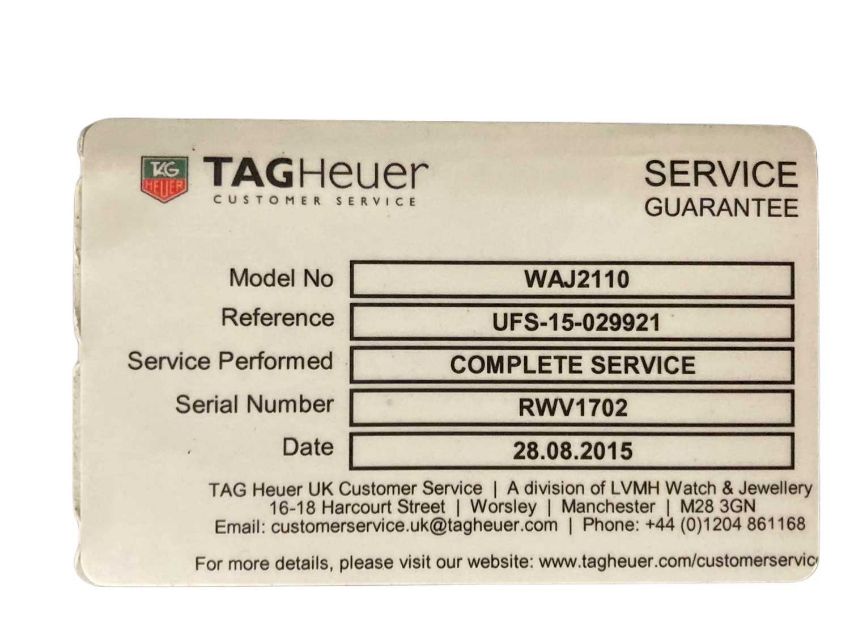 TAG HEUER
TAGHeuer
CUSTOMER SERVICE
SERVICE
GUARANTEE
Model No WAJ2110
Reference UFS-15-029921
Service Performed COMPLETE SERVICE
Serial Number RWV1702
Date 28.08.2015
TAG Heuer UK Customer Service | A division of LVMH Watch & Jewellery
16-18 Harcourt Street | Worsley | Manchester | M28 3GN
Email: customerservice.uk@tagheuer.com | Phone: +44 (0)1204 861168
For more details, please visit our website: www.tagheuer.com/customerservic